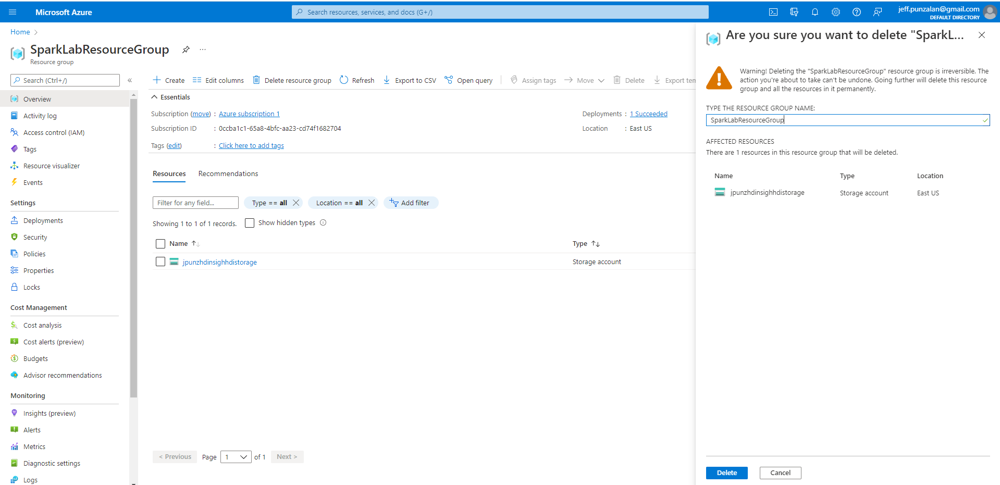 Microsoft Azure
Search resources, services, and docs (G+/)
jeff.punzalan@gmail.com
DEFAULT DIRECTORY
Home
SparkLabResourceGroup
Resource group
Search (Ctrl+/)
Overview
Activity log
Access control (IAM)
Tags
Resource visualizer
Events
Settings
Deployments
Security
Policies
Properties
Locks
Cost Management
Cost analysis
Cost alerts (preview)
Budgets
Advisor recommendations
Monitoring
Insights (preview)
Alerts
Metrics
Diagnostic settings
Logs
Create Edit columns Delete resource group Refresh Export to CSV Open query Assign tags Move Delete Export tem
Essentials
Subscription (move) : Azure subscription 1
Subscription ID : 0ccba1c1-65a8-4bfc-aa23-cd74f1682704
Tags (edit) : Click here to add tags
Deployments : 1 Succeeded
Location : East US
Resources Recommendations
Filter for any field... Type == all Location == all Add filter
Showing 1 to 1 of 1 records. Show hidden types
Name Type
jpunzhdinsighhdistorage Storage account
< Previous Page 1 of 1 Next >
Are you sure you want to delete "SparkL...
Warning! Deleting the "SparkLabResourceGroup" resource group is irreversible. The
action you're about to take can't be undone. Going further will delete this resource
group and all the resources in it permanently.
TYPE THE RESOURCE GROUP NAME:
SparkLabResourceGroup
AFFECTED RESOURCES
There are 1 resources in this resource group that will be deleted.
Name Type Location
jpunzhdinsighhdistorage Storage account East US
Delete Cancel